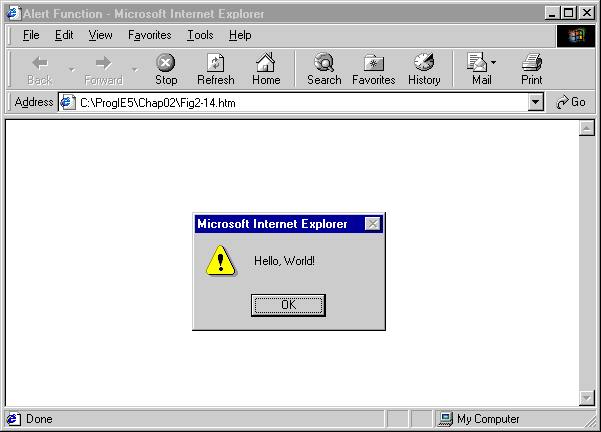 Alert Function - Microsoft Internet Explorer
File Edit View Favorites Tools Help
Back Forward Stop Refresh Home Search Favorites History Mail Print
Address C:\ProgIE5\Chap02\Fig2-14.htm Go
Microsoft Internet Explorer
Hello, World!
OK
Done My Computer